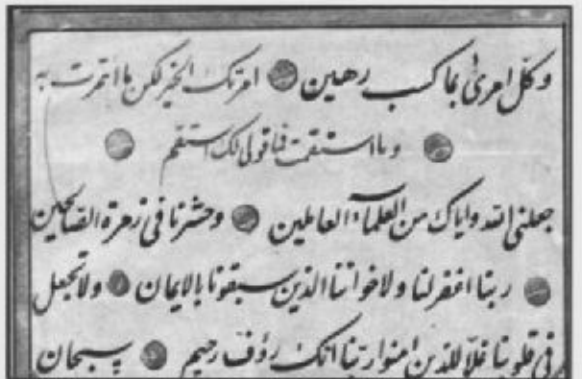 وكل امرئ بما كسب رهين امرتك الخير لكن ما ائتمرت به
وما استقمت فما قولي لك استقم
جعلني الله واياك من العلماء العاملين وحشرنا في زمرة الصالحين
ربنا اغفر لنا ولاخواننا الذين سبقونا بالايمان ولا تجعل
في قلوبنا غلا للذين امنوا ربنا انك رؤف رحيم سبحان